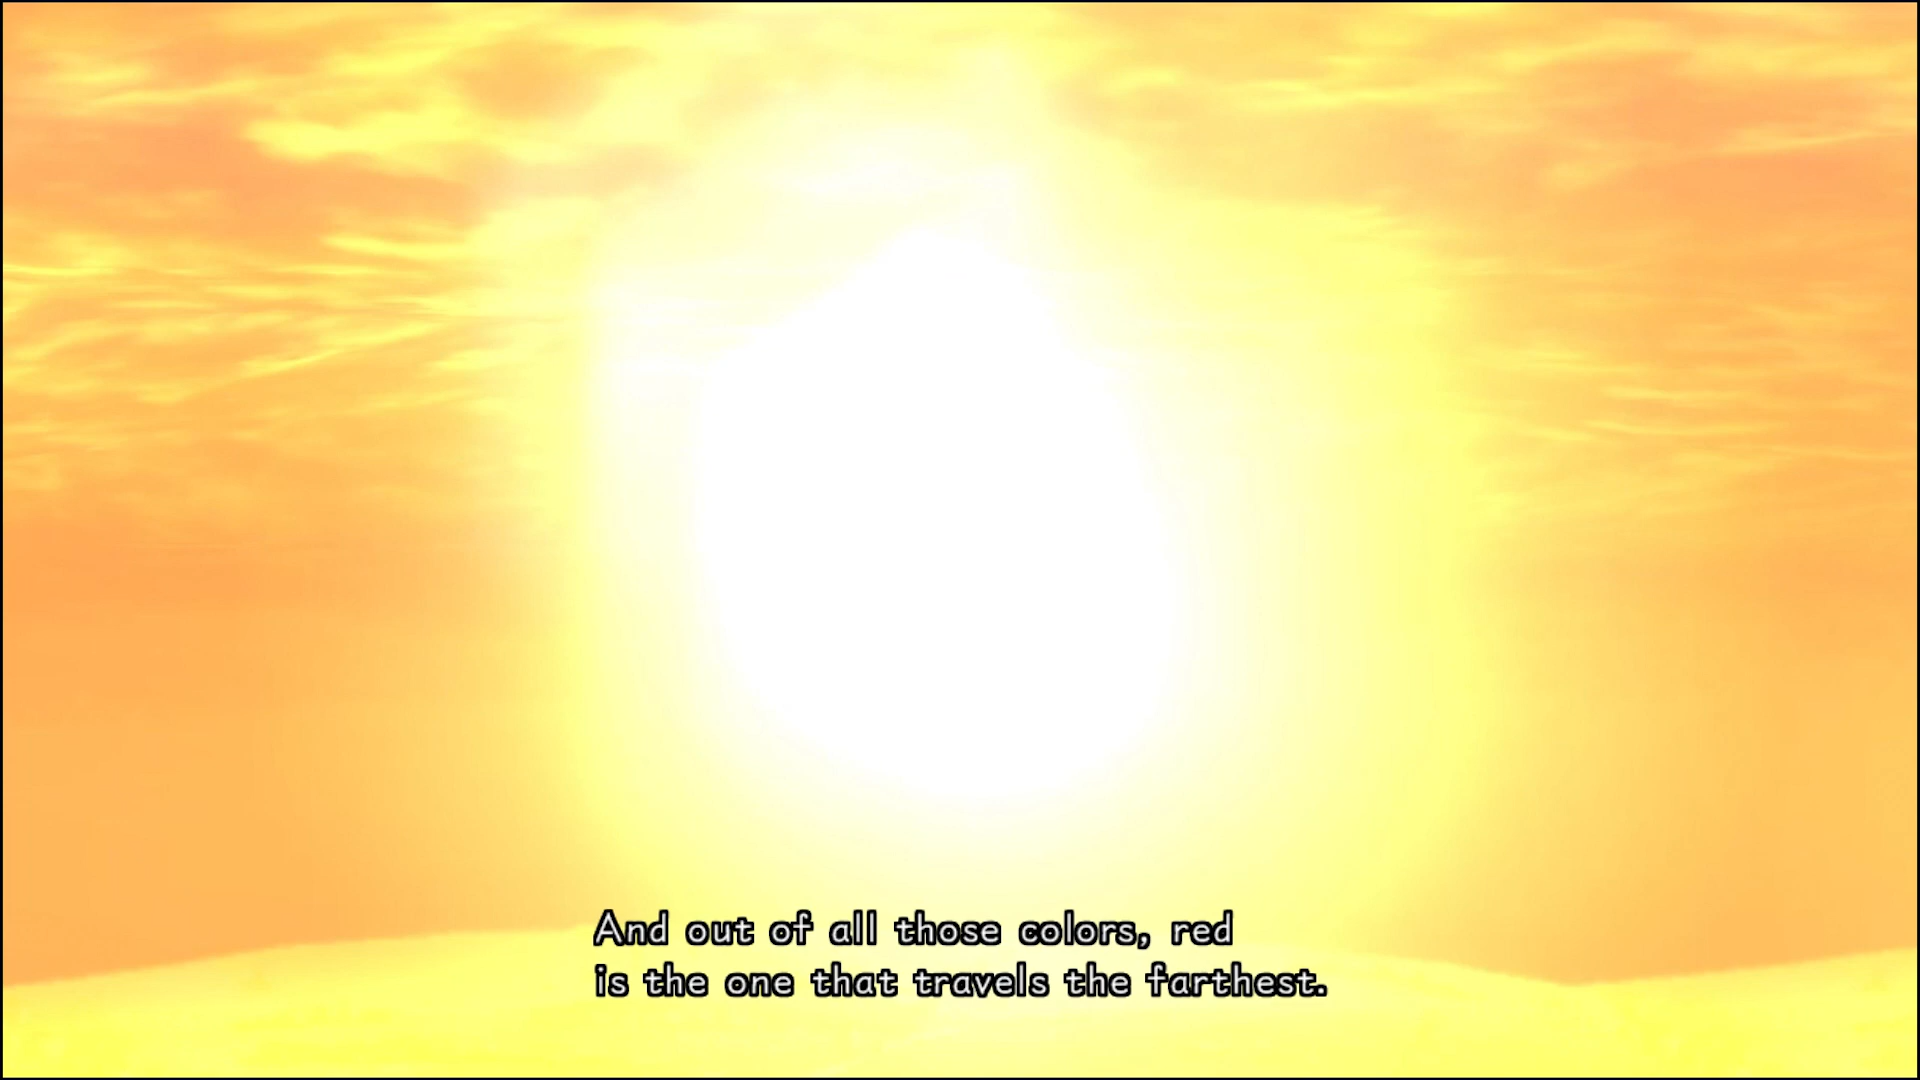 And out of all those colors, red
is the one that travels the farthest.